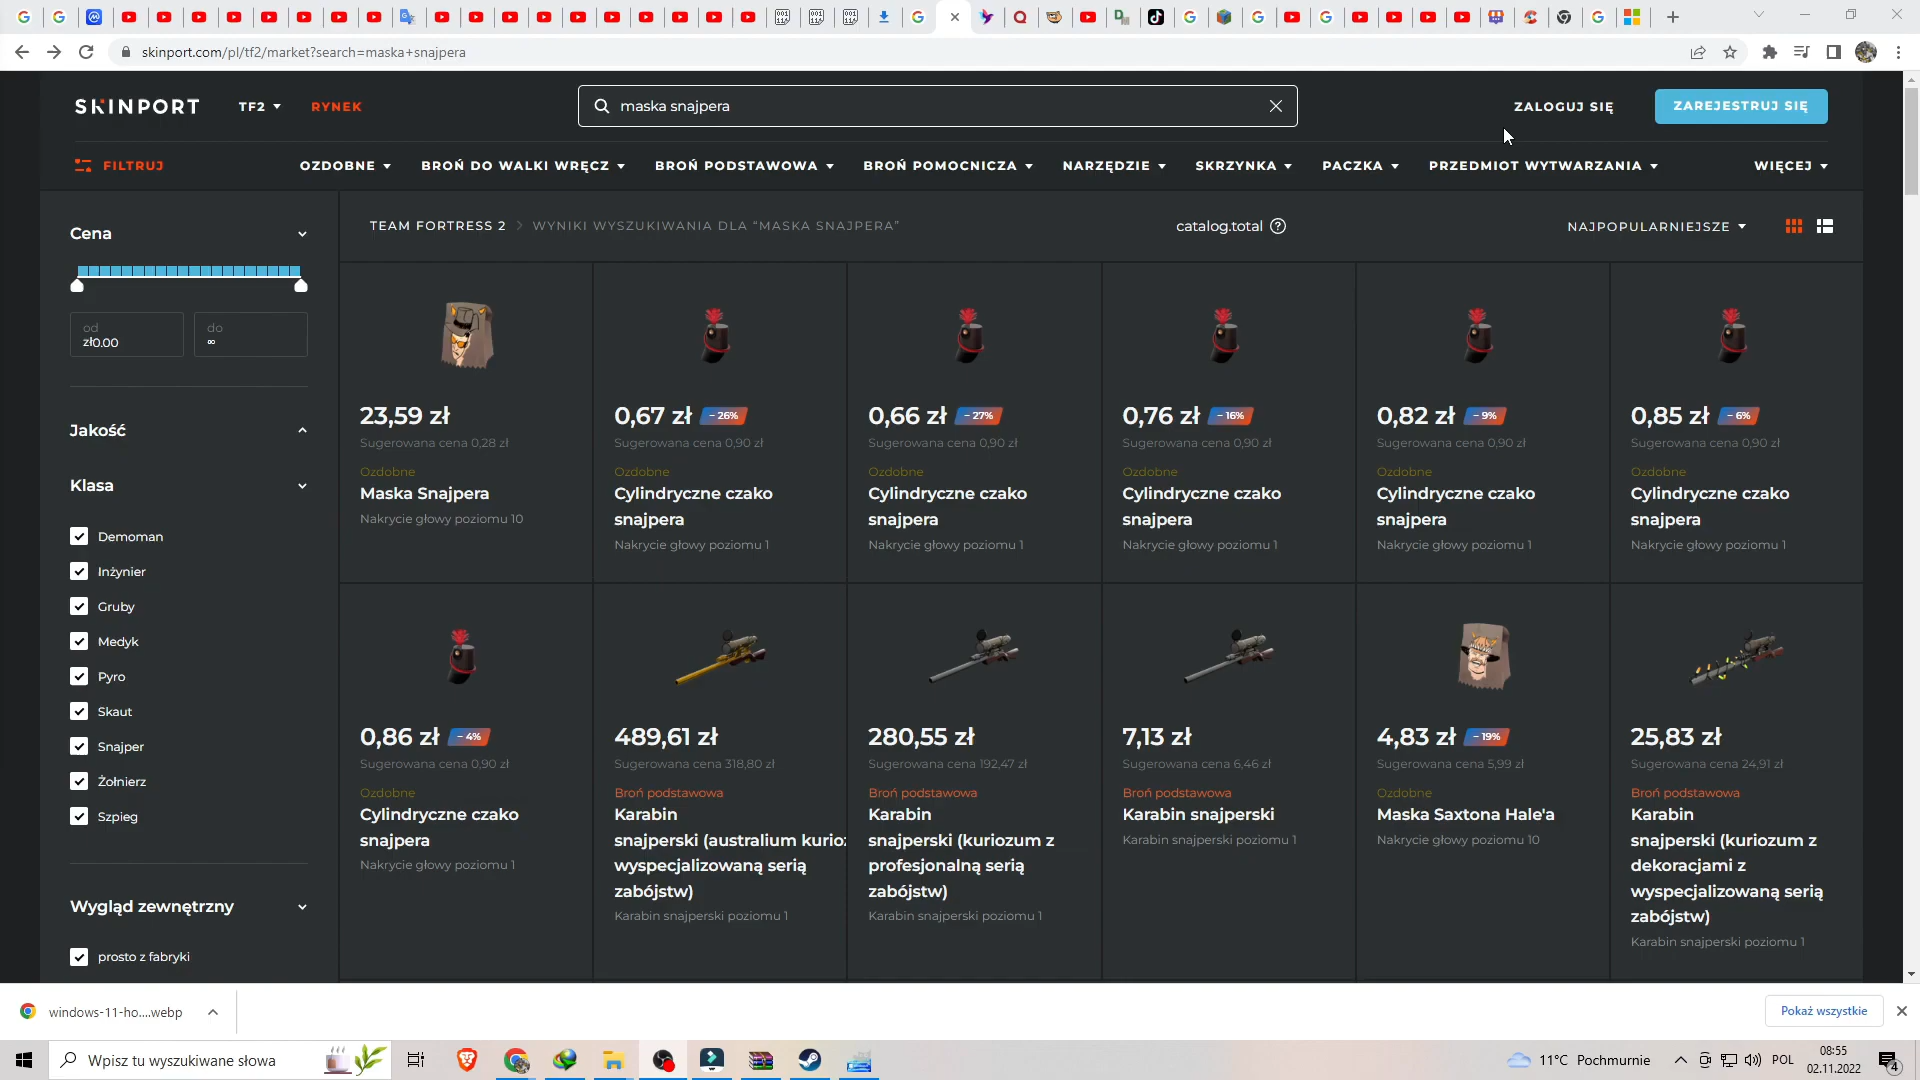 skinport.com/pl/tf2/market?search=maska+snajpera
SKINPORT
TF2
RYNEK
maska snajpera
ZALOGUJ SIĘ
ZAREJESTRUJ SIĘ
FILTRUJ
OZDOBNE
BROŃ DO WALKI WRĘCZ
BROŃ PODSTAWOWA
BROŃ POMOCNICZA
NARZĘDZIE
SKRZYNKA
PACZKA
PRZEDMIOT WYTWARZANIA
WIĘCEJ
TEAM FORTRESS 2
WYNIKI WYSZUKIWANIA DLA “MASKA SNAJPERA”
catalog.total
NAJPOPULARNIEJSZE
Cena
od
zł0.00
do
∞
Jakość
Klasa
Demoman
Inżynier
Gruby
Medyk
Pyro
Skaut
Snajper
Żołnierz
Szpieg
Wygląd zewnętrzny
prosto z fabryki
23,59 zł
Sugerowana cena 0,28 zł
Ozdobne
Maska Snajpera
Nakrycie głowy poziomu 10
0,67 zł
– 26%
Sugerowana cena 0,90 zł
Ozdobne
Cylindryczne czako
snajpera
Nakrycie głowy poziomu 1
0,66 zł
– 27%
Sugerowana cena 0,90 zł
Ozdobne
Cylindryczne czako
snajpera
Nakrycie głowy poziomu 1
0,76 zł
– 16%
Sugerowana cena 0,90 zł
Ozdobne
Cylindryczne czako
snajpera
Nakrycie głowy poziomu 1
0,82 zł
– 9%
Sugerowana cena 0,90 zł
Ozdobne
Cylindryczne czako
snajpera
Nakrycie głowy poziomu 1
0,85 zł
– 6%
Sugerowana cena 0,90 zł
Ozdobne
Cylindryczne czako
snajpera
Nakrycie głowy poziomu 1
0,86 zł
– 4%
Sugerowana cena 0,90 zł
Ozdobne
Cylindryczne czako
snajpera
Nakrycie głowy poziomu 1
489,61 zł
Sugerowana cena 318,80 zł
Broń podstawowa
Karabin
snajperski (australium kurioz
wyspecjalizowaną serią
zabójstw)
Karabin snajperski poziomu 1
280,55 zł
Sugerowana cena 192,47 zł
Broń podstawowa
Karabin
snajperski (kuriozum z
profesjonalną serią
zabójstw)
Karabin snajperski poziomu 1
7,13 zł
Sugerowana cena 6,46 zł
Broń podstawowa
Karabin snajperski
Karabin snajperski poziomu 1
4,83 zł
– 19%
Sugerowana cena 5,99 zł
Ozdobne
Maska Saxtona Hale'a
Nakrycie głowy poziomu 10
25,83 zł
Sugerowana cena 24,91 zł
Broń podstawowa
Karabin
snajperski (kuriozum z
dekoracjami z
wyspecjalizowaną serią
zabójstw)
Karabin snajperski poziomu 1
windows-11-ho....webp
Pokaż wszystkie
Wpisz tu wyszukiwane słowa
11°C Pochmurnie
POL
08:55
02.11.2022
4